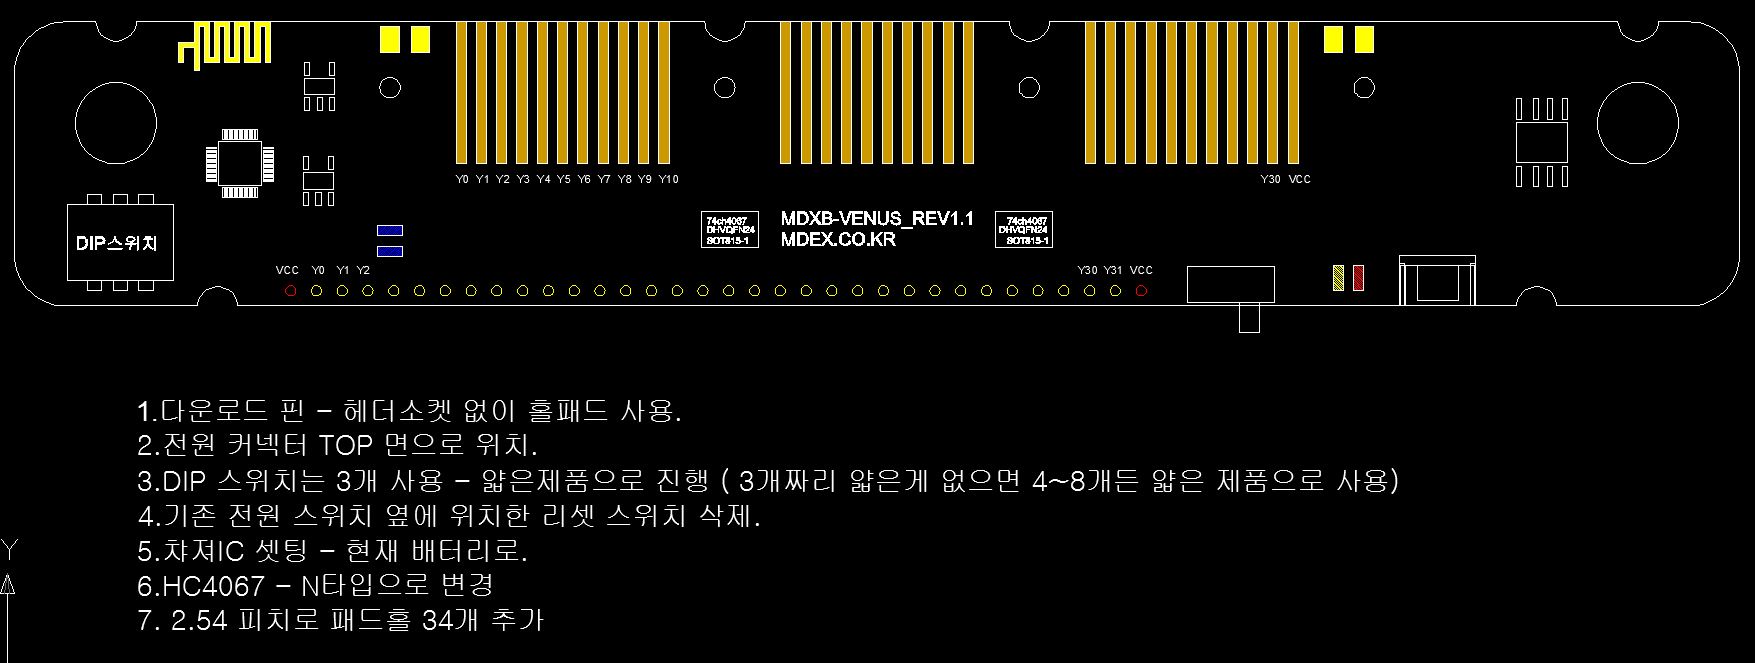 Y0 Y1 Y2 Y3 Y4 Y5 Y6 Y7 Y8 Y9 Y10
Y30 VCC
DIP스위치
74ch4067
DHVQFN24
SOT815-1
MDXB-VENUS_REV1.1
MDEX.CO.KR
74ch4067
DHVQFN24
SOT815-1
VCC Y0 Y1 Y2
Y30 Y31 VCC
1.다운로드 핀 - 헤더소켓 없이 홀패드 사용.
2.전원 커넥터 TOP 면으로 위치.
3.DIP 스위치는 3개 사용 - 얇은제품으로 진행 ( 3개짜리 얇은게 없으면 4~8개든 얇은 제품으로 사용)
4.기존 전원 스위치 옆에 위치한 리셋 스위치 삭제.
5.챠져IC 셋팅 - 현재 배터리로.
6.HC4067 - N타입으로 변경
7. 2.54 피치로 패드홀 34개 추가
Y